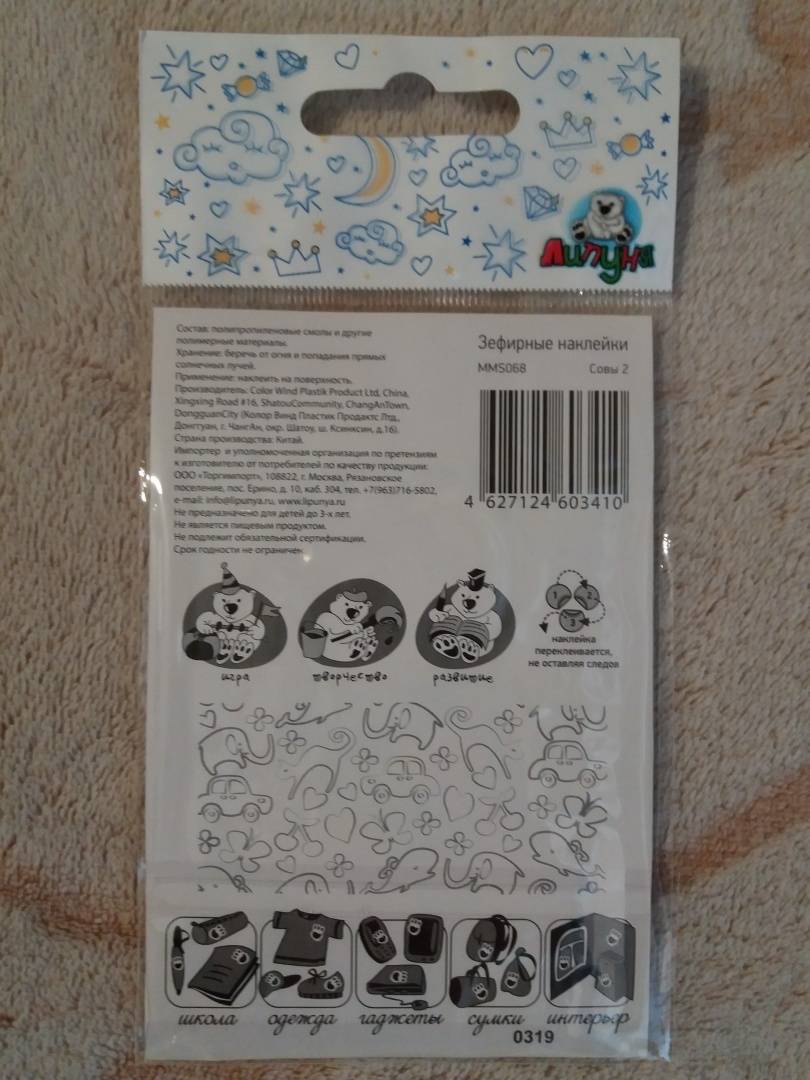 Липуня
Состав: полипропиленовые смолы и другие
полимерные материалы.
Хранение: беречь от огня и попадания прямых
солнечных лучей.
Применение: наклеить на поверхность.
Производитель: Color Wind Plastik Product Ltd, China,
Xingxing Road #16, ShatouCommunity, ChangAnTown,
DongguanCity (Колор Винд Пластик Продактс Лтд.,
Донггуан, г. ЧангАн, окр. Шатоу, ш. Ксинксин, д.16).
Страна производства: Китай.
Импортер и уполномоченная организация по претензиям
к изготовителю от потребителей по качеству продукции:
ООО «Торгимпорт», 108822, г. Москва, Рязановское
поселение, пос. Ерино, д. 10, каб. 304, тел. +7(963)716-5802,
e-mail: info@lipunya.ru, www.lipunya.ru
Не предназначено для детей до 3-х лет.
Не является пищевым продуктом.
Не подлежит обязательной сертификации.
Срок годности не ограничен.
Зефирные наклейки
MMS068 Совы 2
4 627124 603410
игра
творчество
развитие
1 2
3
наклейка
переклеивается,
не оставляя следов
школа
одежда
гаджеты
сумки
интерьер
0319